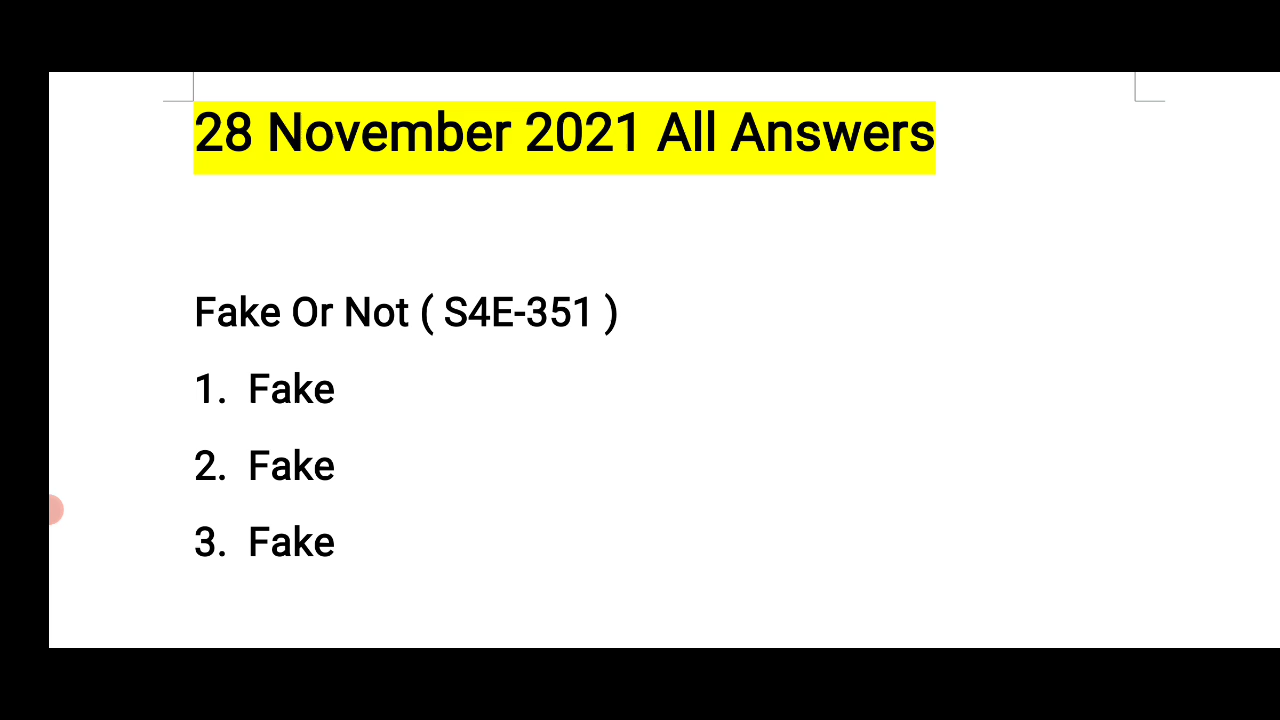 28 November 2021 All Answers
Fake Or Not ( S4E-351 )
1. Fake
2. Fake
3. Fake